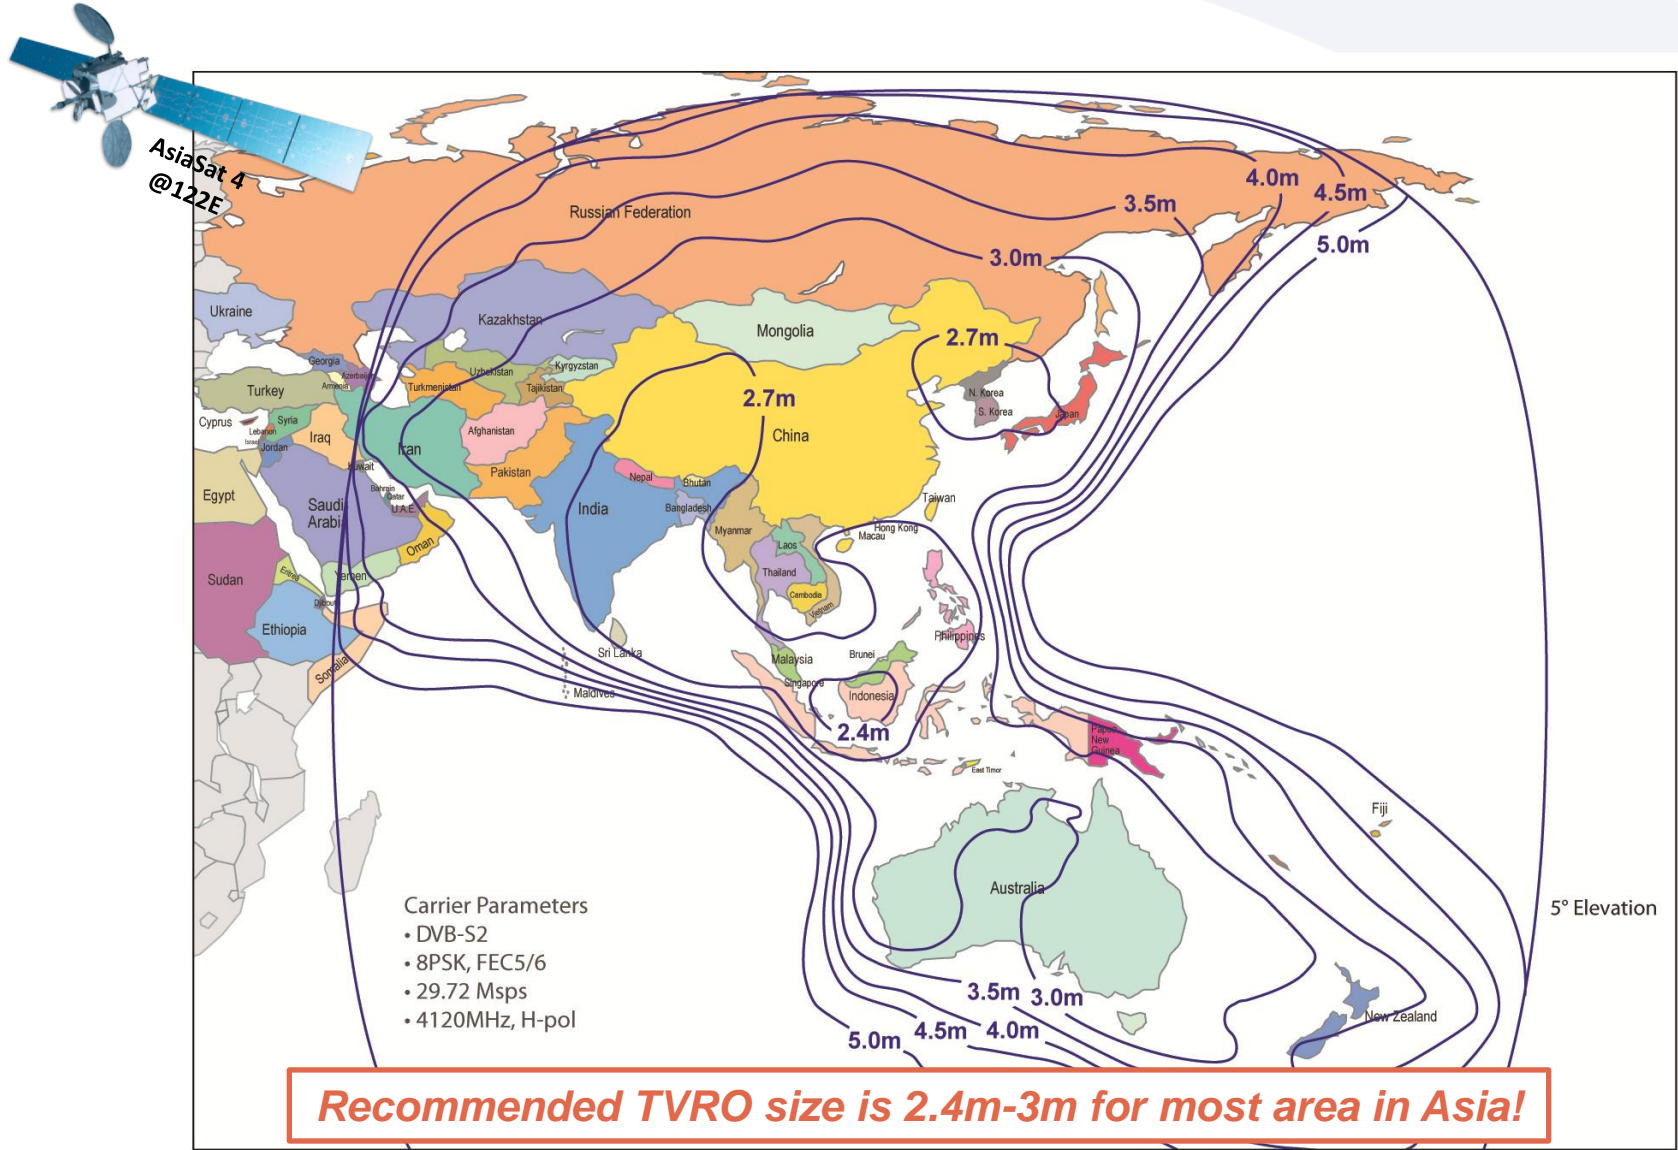 AsiaSat 4
@122E
4.0m
4.5m
3.5m
Russian Federation
5.0m
3.0m
Ukraine
Kazakhstan
Mongolia
2.7m
Georgia
Azerbaijan
Armenia
Uzbekistan
Kyrgyzstan
Turkey
Turkmenistan
Tajikistan
N. Korea
2.7m
S. Korea
Japan
Cyprus
Syria
Lebanon
Israel
Iraq
Jordan
Iran
Afghanistan
China
Kuwait
Pakistan
Nepal
Bhutan
Egypt
Bahrain
Qatar
U.A.E.
Saudi
Arabia
India
Bangladesh
Taiwan
Myanmar
Hong Kong
Macau
Oman
Laos
Sudan
Eritrea
Yemen
Thailand
Djibouti
Cambodia
Vietnam
Ethiopia
Philippines
Somalia
Sri Lanka
Malaysia
Brunei
Singapore
Maldives
Indonesia
2.4m
Papua
New
Guinea
East Timor
Fiji
Australia
Carrier Parameters
• DVB-S2
• 8PSK, FEC5/6
• 29.72 Msps
• 4120MHz, H-pol
5° Elevation
3.5m
3.0m
New Zealand
5.0m
4.5m
4.0m
Recommended TVRO size is 2.4m-3m for most area in Asia!